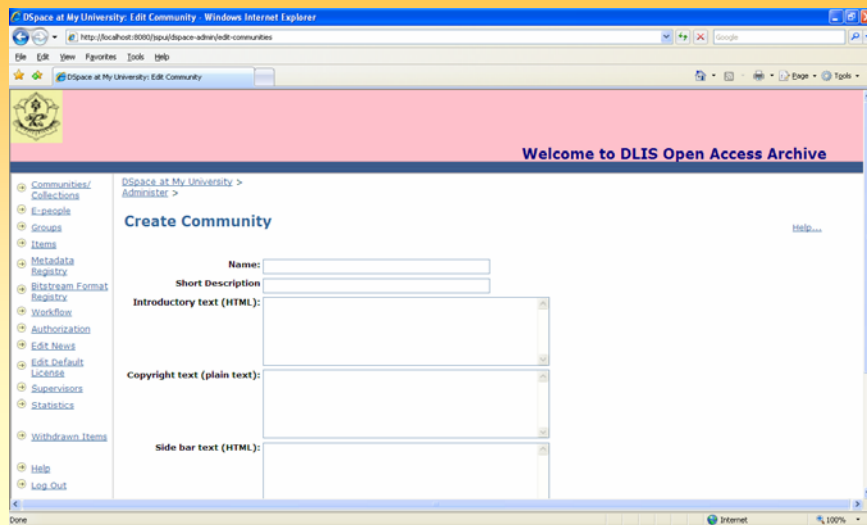 DSpace at My University: Edit Community - Windows Internet Explorer
http://localhost:8080/jspui/dspace-admin/edit-communities
Google
File Edit View Favorites Tools Help
DSpace at My University: Edit Community
Page Tools
Welcome to DLIS Open Access Archive
Communities/
Collections
E-people
Groups
Items
Metadata
Registry
Bitstream Format
Registry
Workflow
Authorization
Edit News
Edit Default
License
Supervisors
Statistics
Withdrawn Items
Help
Log Out
DSpace at My University >
Administer >
Create Community
Help...
Name:
Short Description
Introductory text (HTML):
Copyright text (plain text):
Side bar text (HTML):
Done
Internet
100%